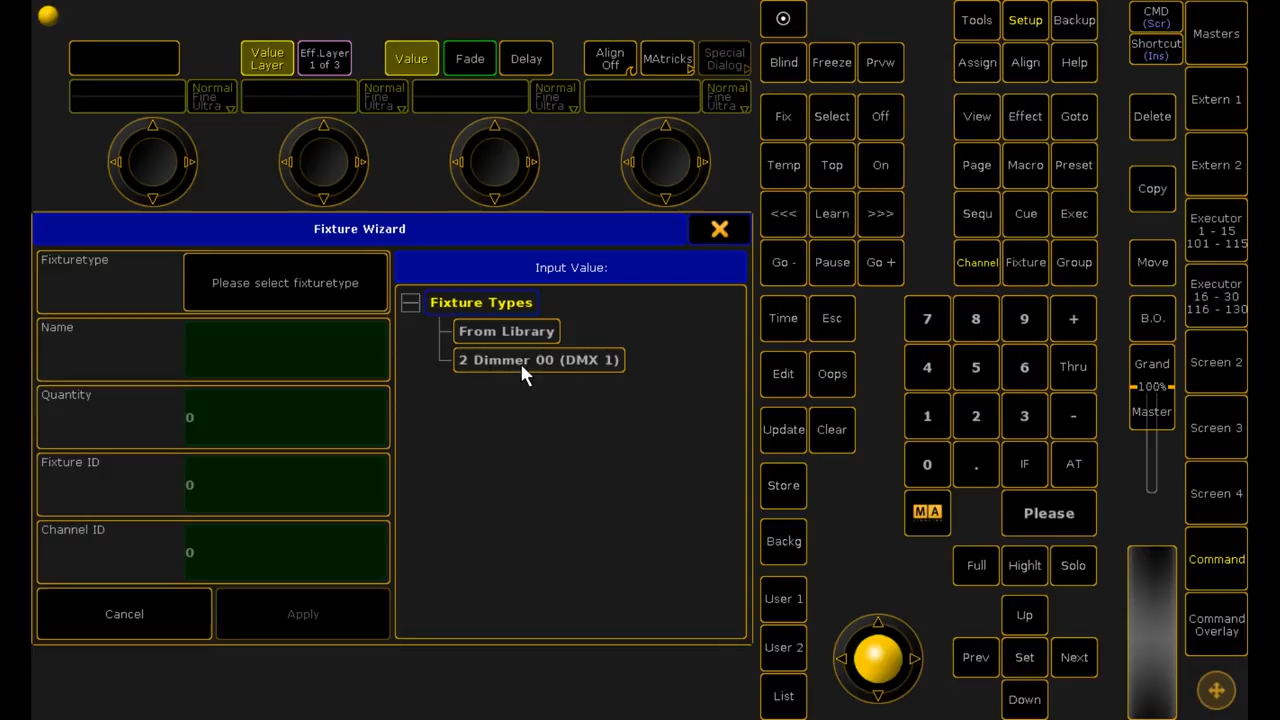 Value
Layer
Eff.Layer
1 of 3
Value
Fade
Delay
Align
Off
MAtricks
Special
Dialog
Normal
Fine
Ultra
Normal
Fine
Ultra
Normal
Fine
Ultra
Normal
Fine
Ultra
Fixture Wizard
Fixturetype
Please select fixturetype
Name
Quantity
0
Fixture ID
0
Channel ID
0
Cancel
Apply
Input Value:
Fixture Types
From Library
2 Dimmer 00 (DMX 1)
Blind
Freeze
Prvw
Fix
Select
Off
Temp
Top
On
<<<
Learn
>>>
Go -
Pause
Go +
Time
Esc
Edit
Oops
Update
Clear
Store
Backg
User 1
User 2
List
Tools
Setup
Backup
Assign
Align
Help
View
Effect
Goto
Page
Macro
Preset
Sequ
Cue
Exec
Channel
Fixture
Group
7
8
9
+
4
5
6
Thru
1
2
3
-
0
.
IF
AT
MA
Please
Full
Highlt
Solo
Up
Prev
Set
Next
Down
CMD
(Scr)
Shortcut
(Ins)
Delete
Copy
Move
B.O.
Grand
100%
Master
Masters
Extern 1
Extern 2
Executor
1 - 15
101 - 115
Executor
16 - 30
116 - 130
Screen 2
Screen 3
Screen 4
Command
Command
Overlay